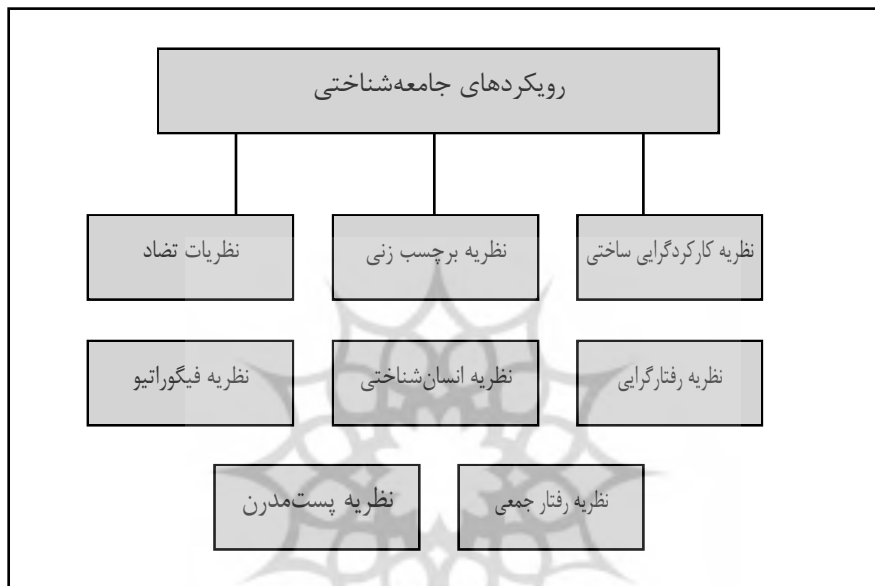 رویکردهای جامعه‌شناختی
نظریه کارکردگرایی ساختی
نظریه برچسب زنی
نظریات تضاد
نظریه رفتارگرایی
نظریه انسان‌شناختی
نظریه فیگوراتیو
نظریه رفتار جمعی
نظریه پست‌مدرن